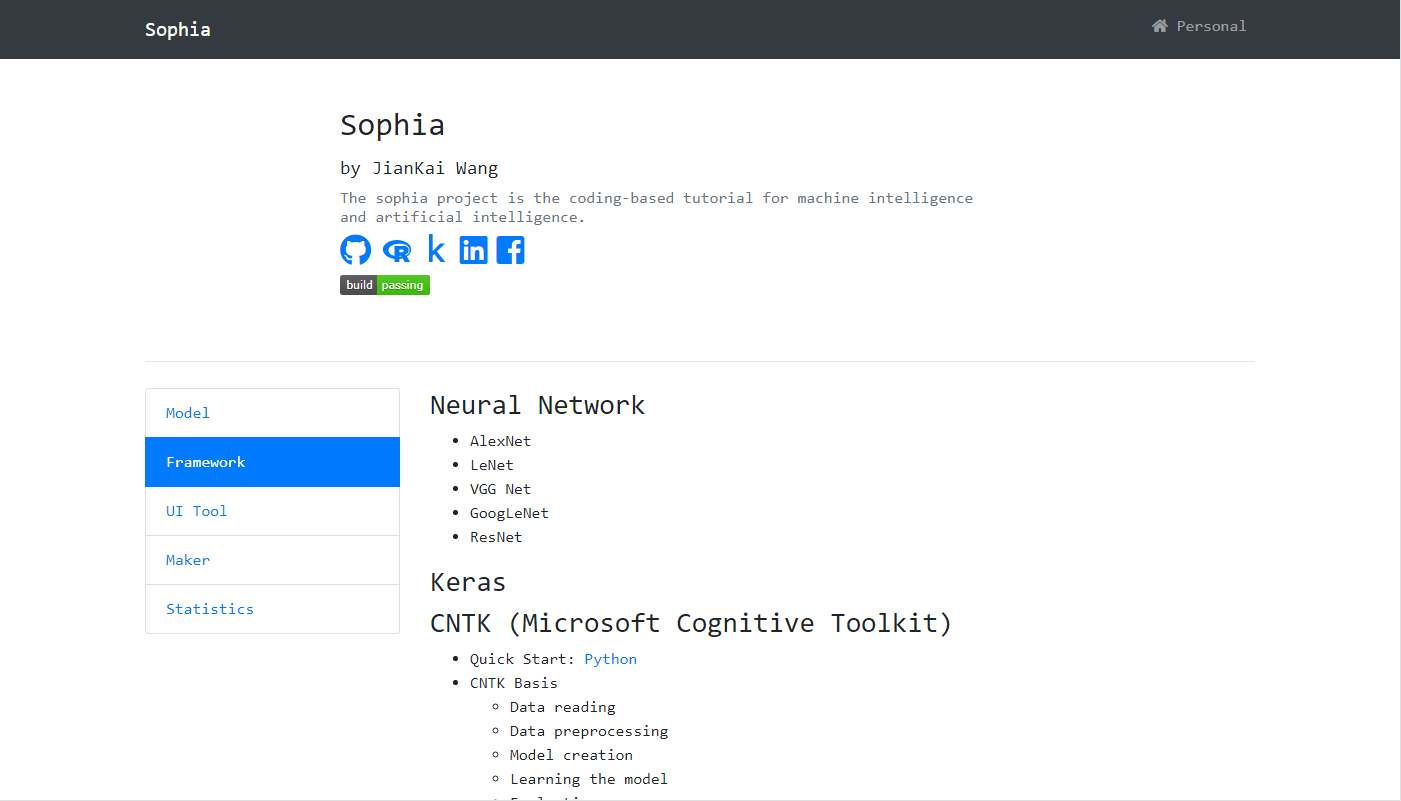 Sophia
Personal
Sophia
by JianKai Wang
The sophia project is the coding-based tutorial for machine intelligence
and artificial intelligence.
build passing
Model
Framework
UI Tool
Maker
Statistics
Neural Network
AlexNet
LeNet
VGG Net
GoogLeNet
ResNet
Keras
CNTK (Microsoft Cognitive Toolkit)
Quick Start: Python
CNTK Basis
Data reading
Data preprocessing
Model creation
Learning the model